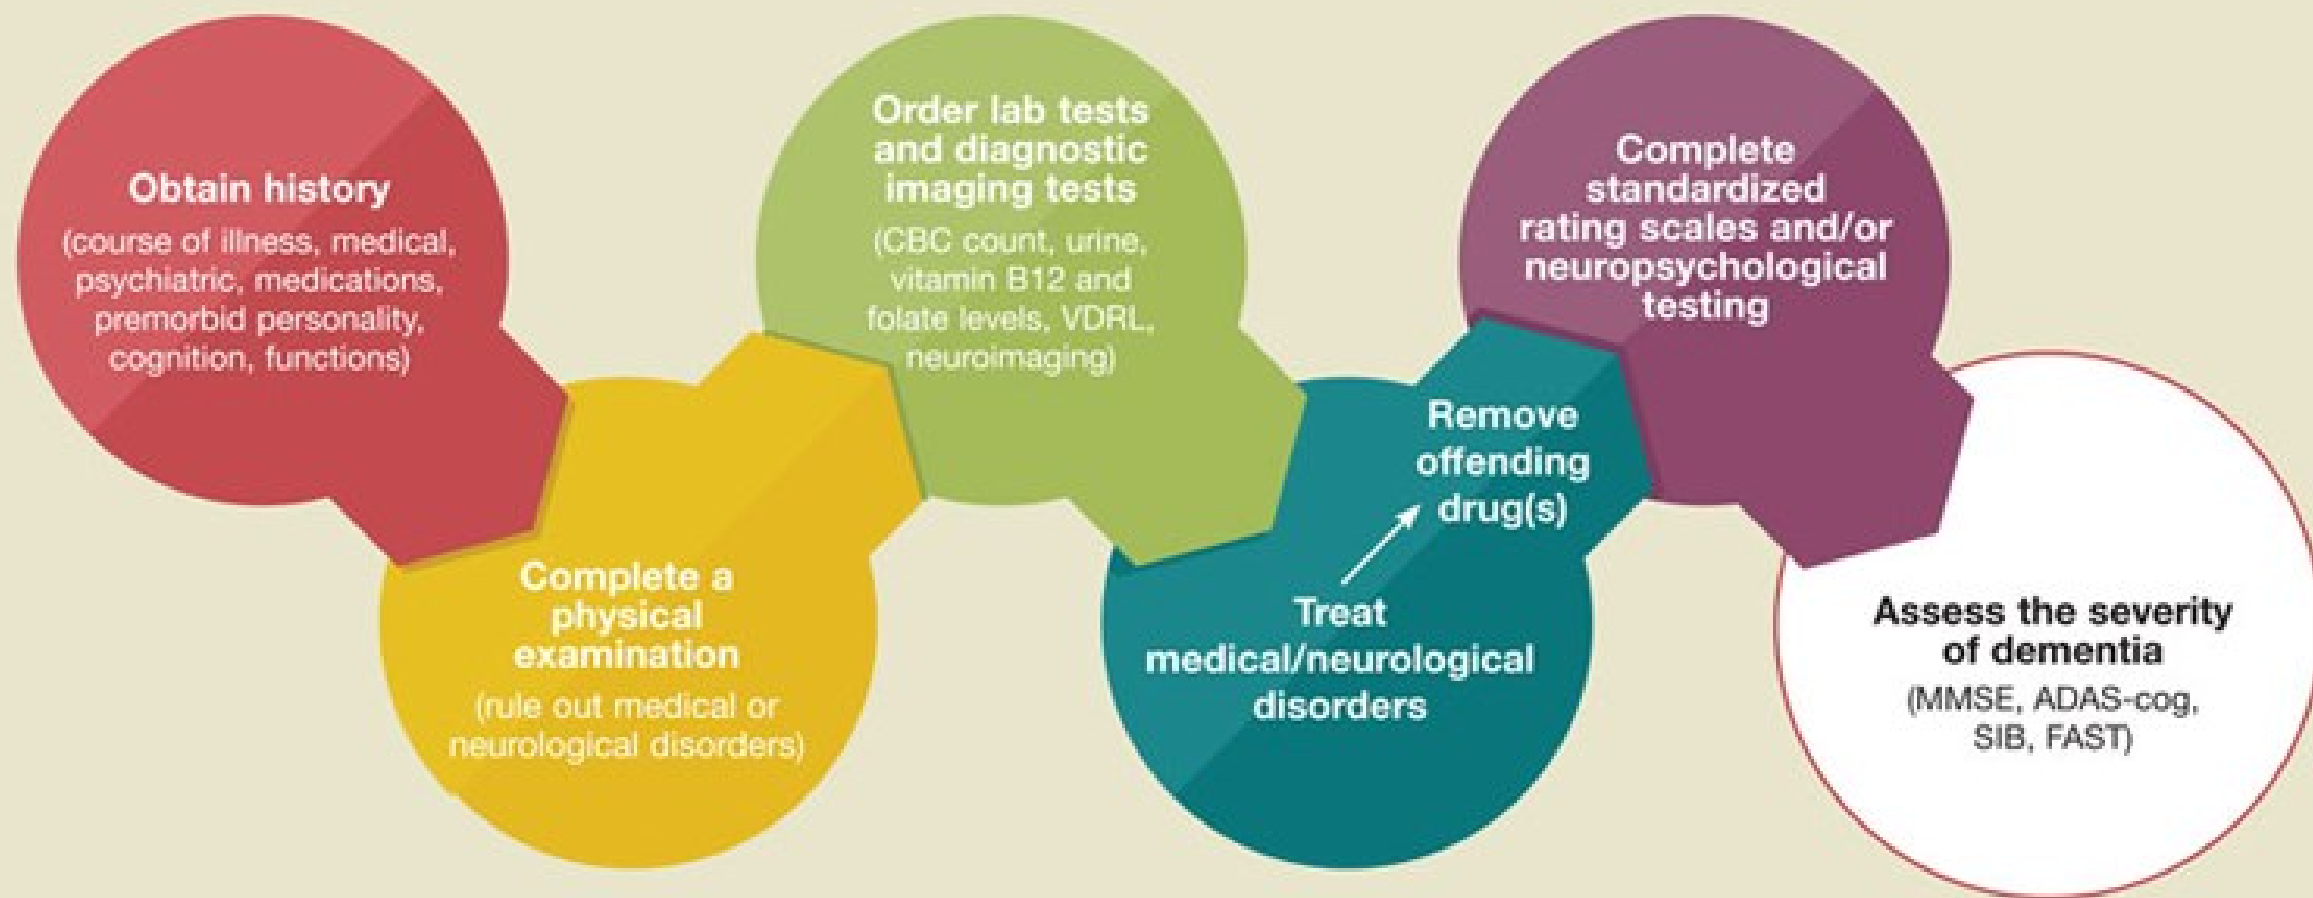 Obtain history
(course of illness, medical,
psychiatric, medications,
premorbid personality,
cognition, functions)
Complete a
physical
examination
(rule out medical or
neurological disorders)
Order lab tests
and diagnostic
imaging tests
(CBC count, urine,
vitamin B12 and
folate levels, VDRL,
neuroimaging)
Treat
medical/neurological
disorders
Remove
offending
drug(s)
Complete
standardized
rating scales and/or
neuropsychological
testing
Assess the severity
of dementia
(MMSE, ADAS-cog,
SIB, FAST)